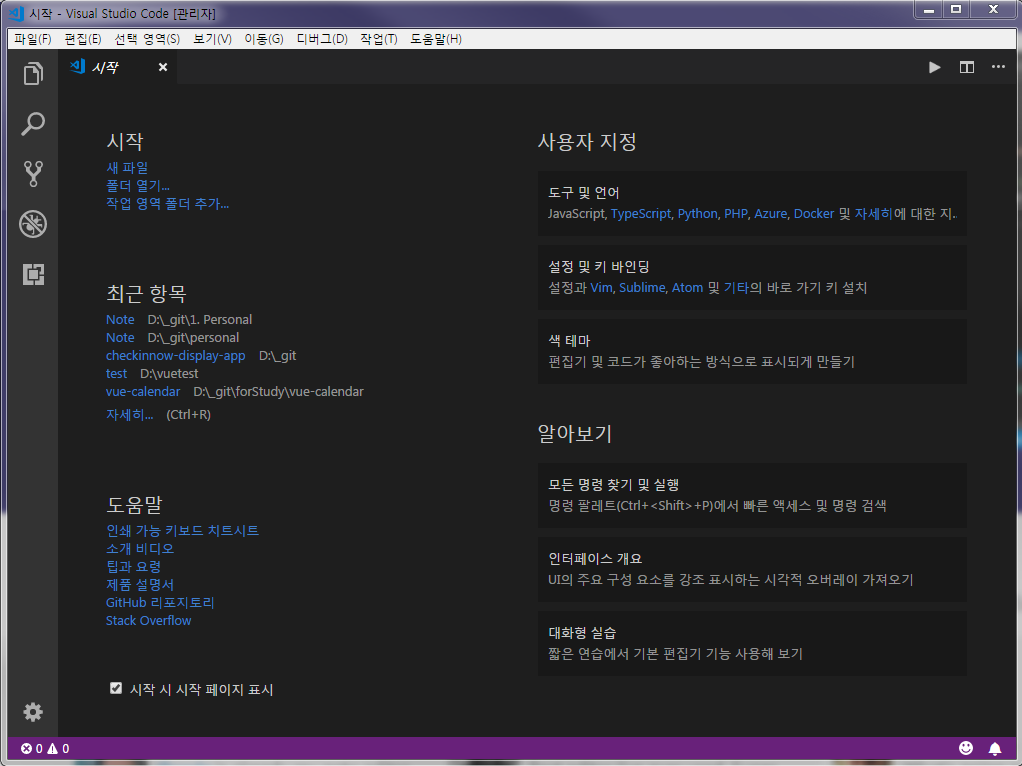 시작 - Visual Studio Code [관리자]
파일(F) 편집(E) 선택 영역(S) 보기(V) 이동(G) 디버그(D) 작업(T) 도움말(H)
시작
시작
새 파일
폴더 열기...
작업 영역 폴더 추가...
최근 항목
Note D:\_git\1. Personal
Note D:\_git\personal
checkinnow-display-app D:\_git
test D:\vuetest
vue-calendar D:\_git\forStudy\vue-calendar
자세히... (Ctrl+R)
도움말
인쇄 가능 키보드 치트시트
소개 비디오
팁과 요령
제품 설명서
GitHub 리포지토리
Stack Overflow
시작 시 시작 페이지 표시
사용자 지정
도구 및 언어
JavaScript, TypeScript, Python, PHP, Azure, Docker 및 자세히에 대한 지..
설정 및 키 바인딩
설정과 Vim, Sublime, Atom 및 기타의 바로 가기 키 설치
색 테마
편집기 및 코드가 좋아하는 방식으로 표시되게 만들기
알아보기
모든 명령 찾기 및 실행
명령 팔레트(Ctrl+<Shift>+P)에서 빠른 액세스 및 명령 검색
인터페이스 개요
UI의 주요 구성 요소를 강조 표시하는 시각적 오버레이 가져오기
대화형 실습
짧은 연습에서 기본 편집기 기능 사용해 보기
0 0